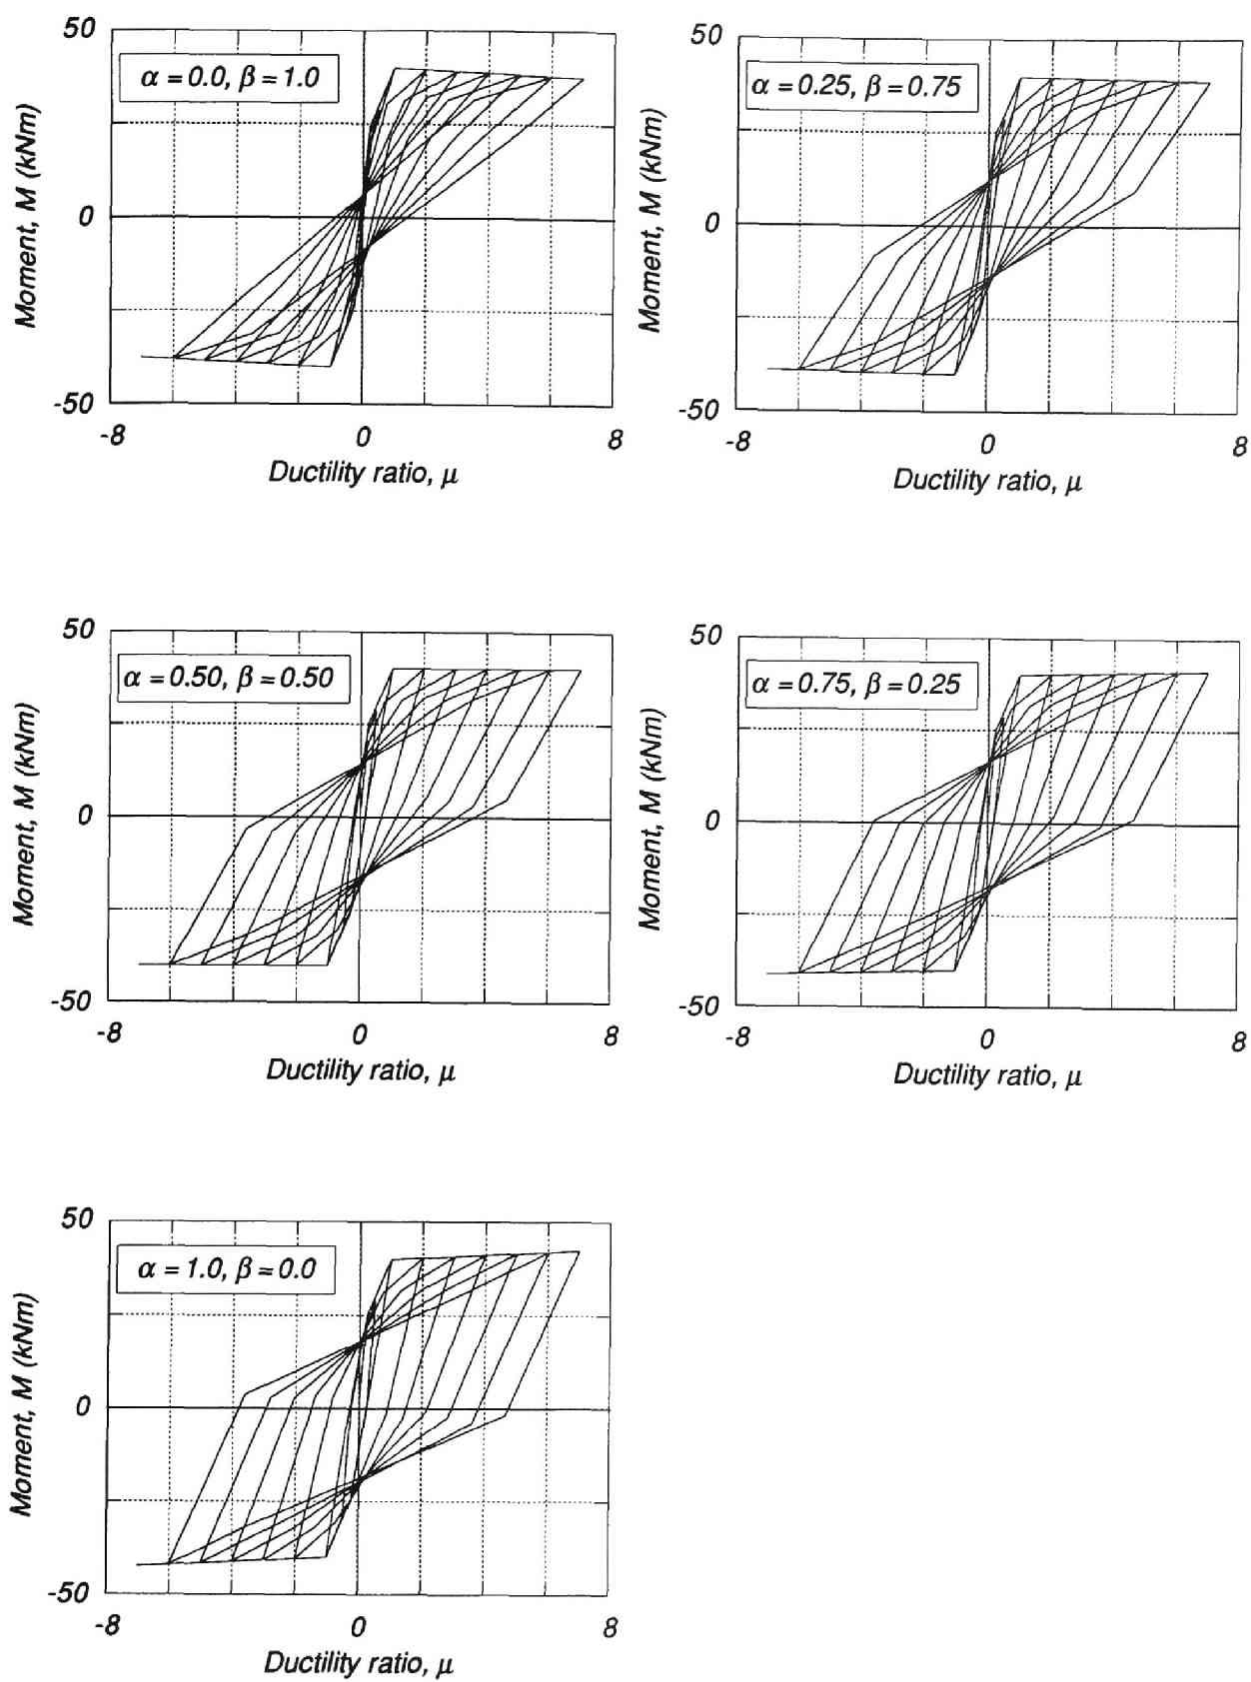 50
α = 0.0, β = 1.0
Moment, M (kNm)
0
-50
-8 0 8
Ductility ratio, μ
50
α = 0.25, β = 0.75
Moment, M (kNm)
0
-50
-8 0 8
Ductility ratio, μ
50
α = 0.50, β = 0.50
Moment, M (kNm)
0
-50
-8 0 8
Ductility ratio, μ
50
α = 0.75, β = 0.25
Moment, M (kNm)
0
-50
-8 0 8
Ductility ratio, μ
50
α = 1.0, β = 0.0
Moment, M (kNm)
0
-50
-8 0 8
Ductility ratio, μ